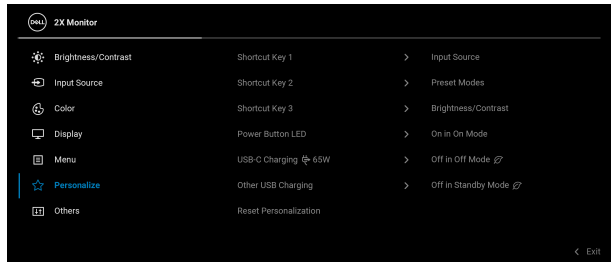 DELL 2X Monitor
Brightness/Contrast Shortcut Key 1 > Input Source
Input Source Shortcut Key 2 > Preset Modes
Color Shortcut Key 3 > Brightness/Contrast
Display Power Button LED > On in On Mode
Menu USB-C Charging 65W > Off in Off Mode
Personalize Other USB Charging > Off in Standby Mode
Others Reset Personalization
< Exit